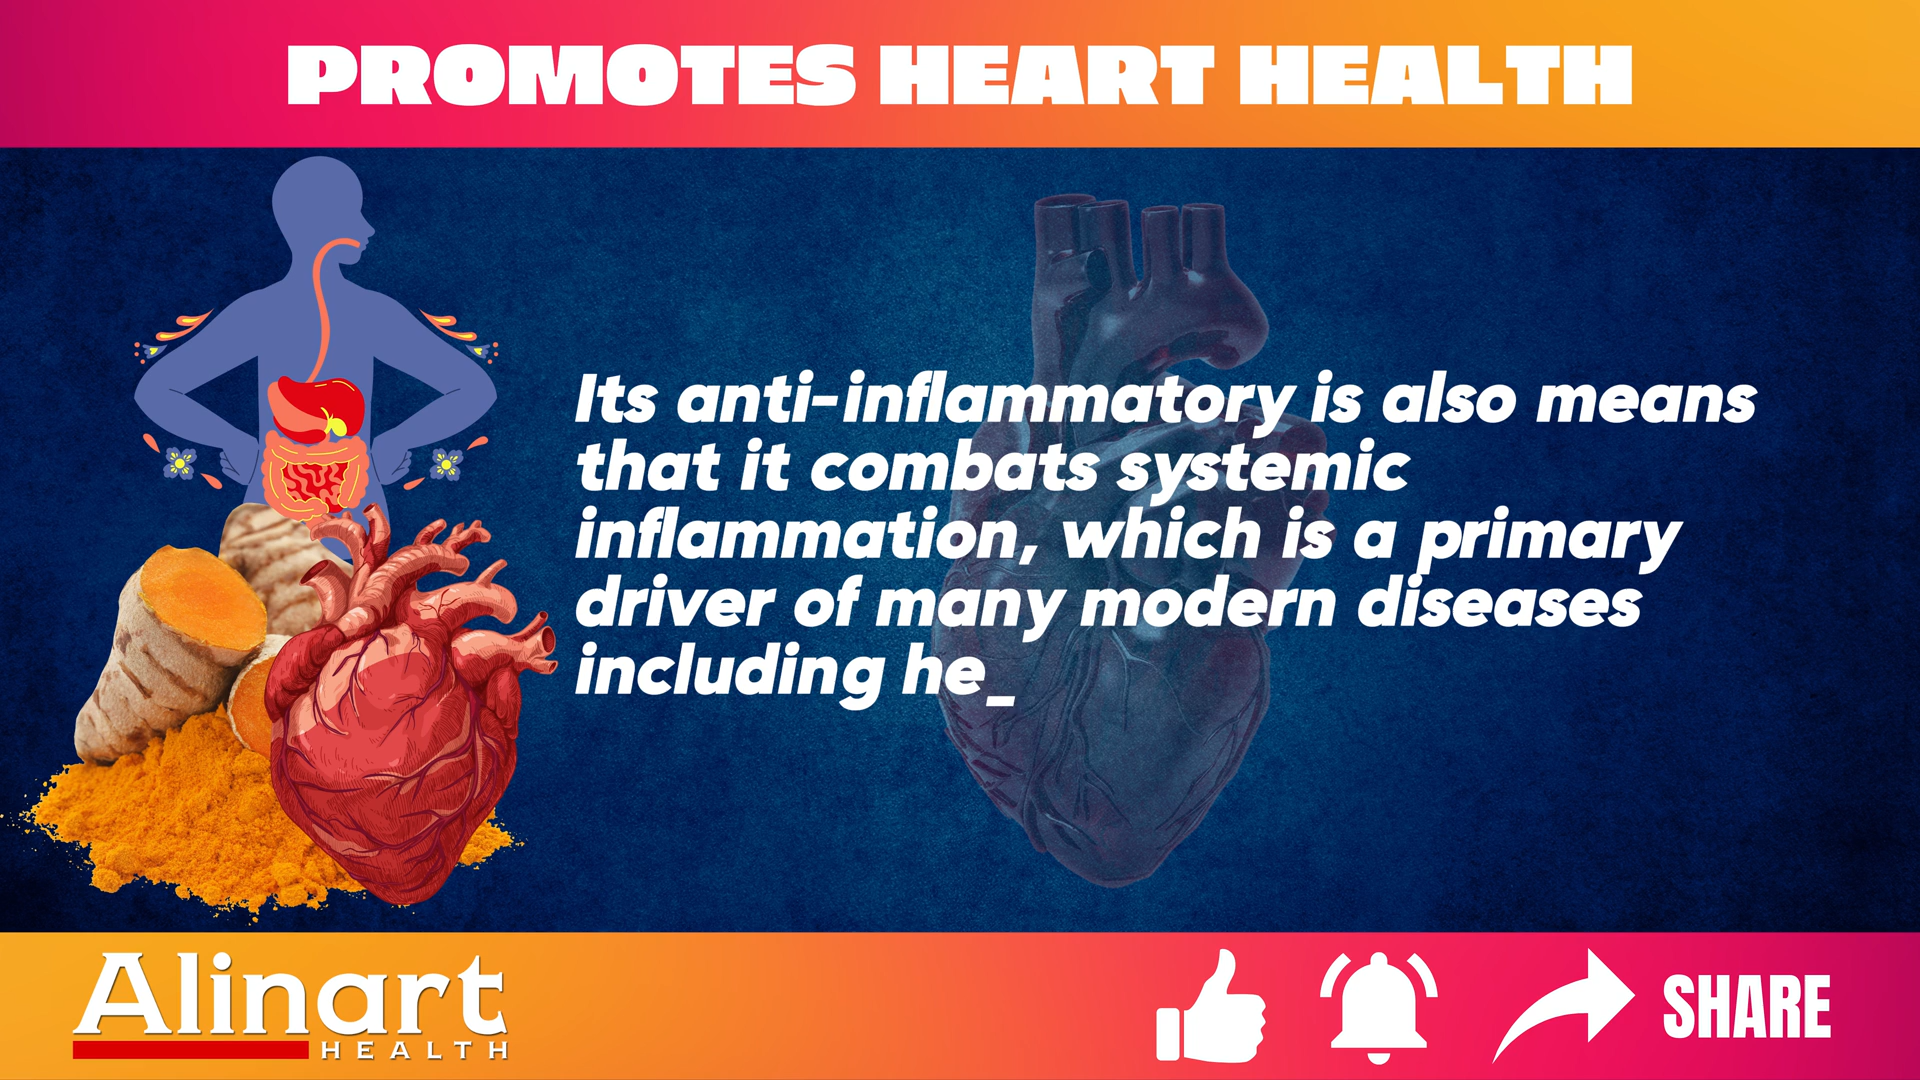 PROMOTES HEART HEALTH
Its anti-inflammatory is also means
that it combats systemic
inflammation, which is a primary
driver of many modern diseases
including he_
Alinart
HEALTH
SHARE